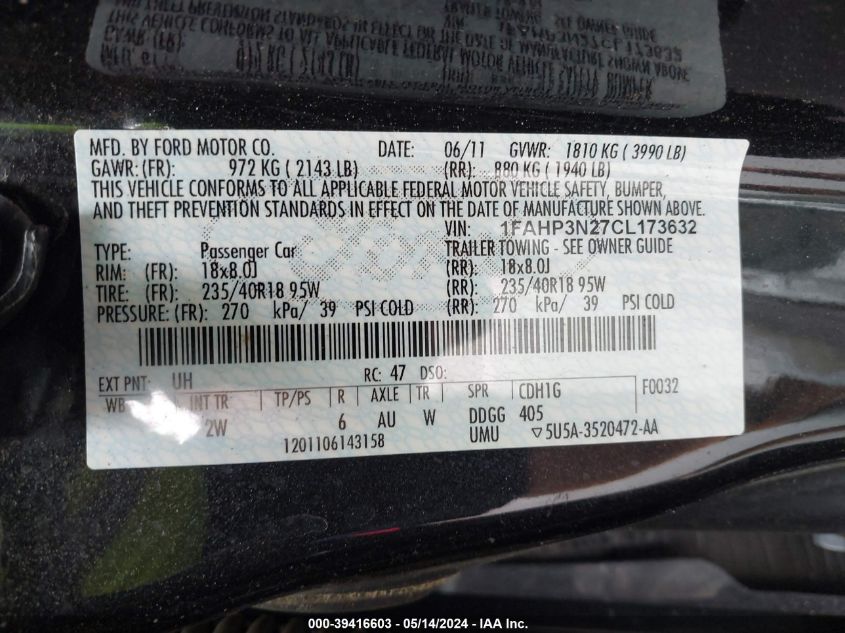 MFD. BY FORD MOTOR CO. DATE: 06/11 GVWR: 1810 KG ( 3990 LB)
GAWR: (FR): 972 KG ( 2143 LB) (RR): 880 KG ( 1940 LB)
THIS VEHICLE CONFORMS TO ALL APPLICABLE FEDERAL MOTOR VEHICLE SAFETY, BUMPER,
AND THEFT PREVENTION STANDARDS IN EFFECT ON THE DATE OF MANUFACTURE SHOWN ABOVE.
VIN: 1FAHP3N27CL173632
TYPE: Passenger Car TRAILER TOWING - SEE OWNER GUIDE
RIM: (FR): 18x8.0J (RR): 18x8.0J
TIRE: (FR): 235/40R18 95W (RR): 235/40R18 95W
PRESSURE: (FR): 270 kPa/ 39 PSI COLD (RR): 270 kPa/ 39 PSI COLD
EXT PNT: UH RC: 47 DSO:
WB INT TR TP/PS R AXLE TR SPR CDH1G F0032
2W 6 AU W DDGG 405
1201106143158 UMU ▽5U5A-3520472-AA
000-39416603 - 05/14/2024 - IAA Inc.